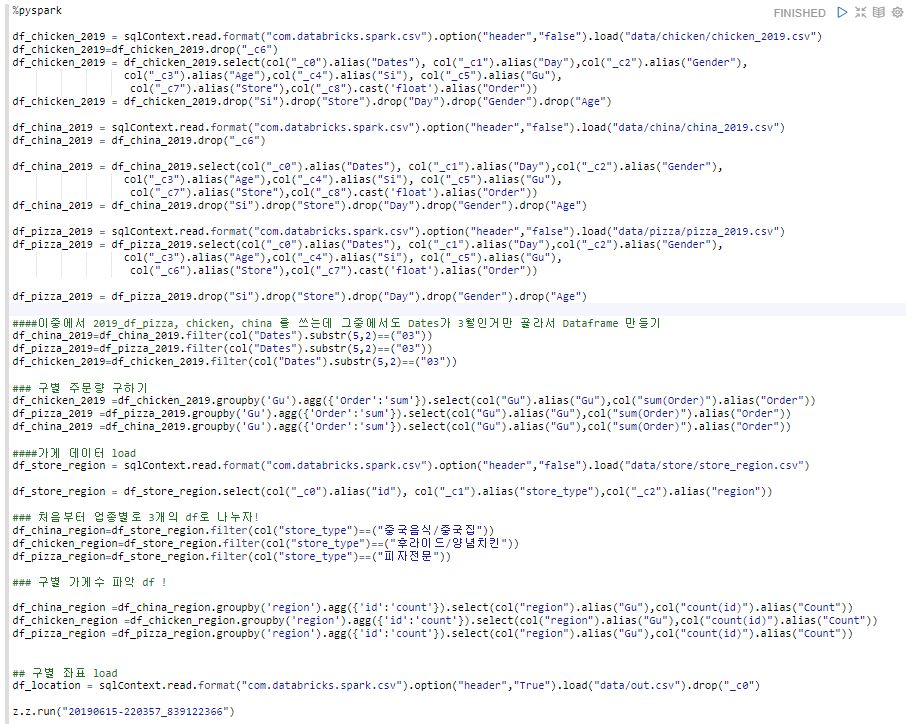 %pyspark
FINISHED
df_chicken_2019 = sqlContext.read.format("com.databricks.spark.csv").option("header","false").load("data/chicken/chicken_2019.csv")
df_chicken_2019=df_chicken_2019.drop("_c6")
df_chicken_2019 = df_chicken_2019.select(col("_c0").alias("Dates"), col("_c1").alias("Day"),col("_c2").alias("Gender"),
col("_c3").alias("Age"),col("_c4").alias("Si"), col("_c5").alias("Gu"),
col("_c7").alias("Store"),col("_c8").cast('float').alias("Order"))
df_chicken_2019 = df_chicken_2019.drop("Si").drop("Store").drop("Day").drop("Gender").drop("Age")
df_china_2019 = sqlContext.read.format("com.databricks.spark.csv").option("header","false").load("data/china/china_2019.csv")
df_china_2019 = df_china_2019.drop("_c6")
df_china_2019 = df_china_2019.select(col("_c0").alias("Dates"), col("_c1").alias("Day"),col("_c2").alias("Gender"),
col("_c3").alias("Age"),col("_c4").alias("Si"), col("_c5").alias("Gu"),
col("_c7").alias("Store"),col("_c8").cast('float').alias("Order"))
df_china_2019 = df_china_2019.drop("Si").drop("Store").drop("Day").drop("Gender").drop("Age")
df_pizza_2019 = sqlContext.read.format("com.databricks.spark.csv").option("header","false").load("data/pizza/pizza_2019.csv")
df_pizza_2019 = df_pizza_2019.select(col("_c0").alias("Dates"), col("_c1").alias("Day"),col("_c2").alias("Gender"),
col("_c3").alias("Age"),col("_c4").alias("Si"), col("_c5").alias("Gu"),
col("_c6").alias("Store"),col("_c7").cast('float').alias("Order"))
df_pizza_2019 = df_pizza_2019.drop("Si").drop("Store").drop("Day").drop("Gender").drop("Age")
####이중에서 2019_df_pizza, chicken, china 를 쓰는데 그중에서도 Dates가 3월인거만 골라서 Dataframe 만들기
df_china_2019=df_china_2019.filter(col("Dates").substr(5,2)==("03"))
df_pizza_2019=df_pizza_2019.filter(col("Dates").substr(5,2)==("03"))
df_chicken_2019=df_chicken_2019.filter(col("Dates").substr(5,2)==("03"))
### 구별 주문량 구하기
df_chicken_2019 =df_chicken_2019.groupby('Gu').agg({'Order':'sum'}).select(col("Gu").alias("Gu"),col("sum(Order)").alias("Order"))
df_pizza_2019 =df_pizza_2019.groupby('Gu').agg({'Order':'sum'}).select(col("Gu").alias("Gu"),col("sum(Order)").alias("Order"))
df_china_2019 =df_china_2019.groupby('Gu').agg({'Order':'sum'}).select(col("Gu").alias("Gu"),col("sum(Order)").alias("Order"))
####가게 데이터 load
df_store_region = sqlContext.read.format("com.databricks.spark.csv").option("header","false").load("data/store/store_region.csv")
df_store_region = df_store_region.select(col("_c0").alias("id"), col("_c1").alias("store_type"),col("_c2").alias("region"))
### 처음부터 업종별로 3개의 df로 나누자!
df_china_region=df_store_region.filter(col("store_type")==("중국음식/중국집"))
df_chicken_region=df_store_region.filter(col("store_type")==("후라이드/양념치킨"))
df_pizza_region=df_store_region.filter(col("store_type")==("피자전문"))
### 구별 가게수 파악 df !
df_china_region =df_china_region.groupby('region').agg({'id':'count'}).select(col("region").alias("Gu"),col("count(id)").alias("Count"))
df_chicken_region =df_chicken_region.groupby('region').agg({'id':'count'}).select(col("region").alias("Gu"),col("count(id)").alias("Count"))
df_pizza_region =df_pizza_region.groupby('region').agg({'id':'count'}).select(col("region").alias("Gu"),col("count(id)").alias("Count"))
## 구별 좌표 load
df_location = sqlContext.read.format("com.databricks.spark.csv").option("header","True").load("data/out.csv").drop("_c0")
z.z.run("20190615-220357_839122366")